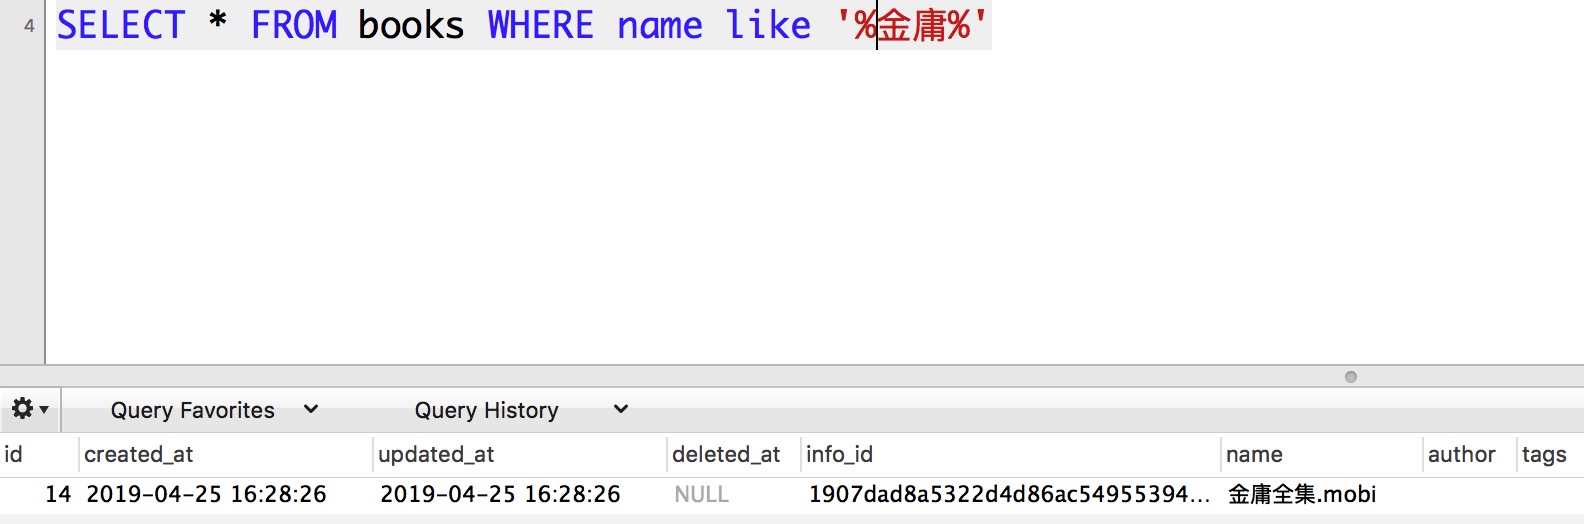 4 SELECT * FROM books WHERE name like '%金庸%'
Query Favorites Query History
id created_at updated_at deleted_at info_id name author tags
14 2019-04-25 16:28:26 2019-04-25 16:28:26 NULL 1907dad8a5322d4d86ac54955394... 金庸全集.mobi